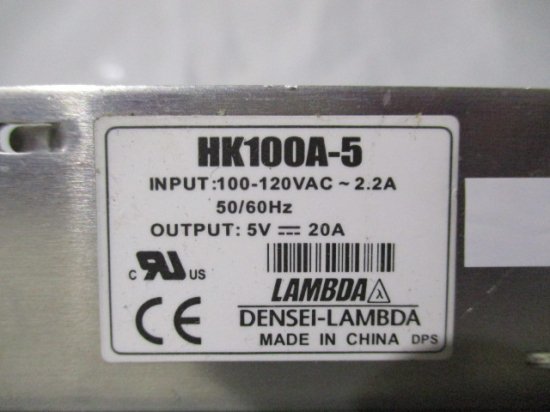 HK100A-5
INPUT:100-120VAC ~ 2.2A
50/60Hz
OUTPUT: 5V ⎓ 20A
c RU US
LAMBDA λ
CE DENSEI-LAMBDA
MADE IN CHINA DPS